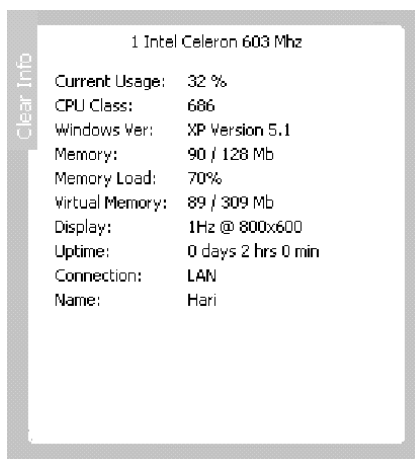 Clear Info
1 Intel Celeron 603 Mhz
Current Usage: 32 %
CPU Class: 686
Windows Ver: XP Version 5.1
Memory: 90 / 128 Mb
Memory Load: 70%
Virtual Memory: 89 / 309 Mb
Display: 1Hz @ 800x600
Uptime: 0 days 2 hrs 0 min
Connection: LAN
Name: Hari